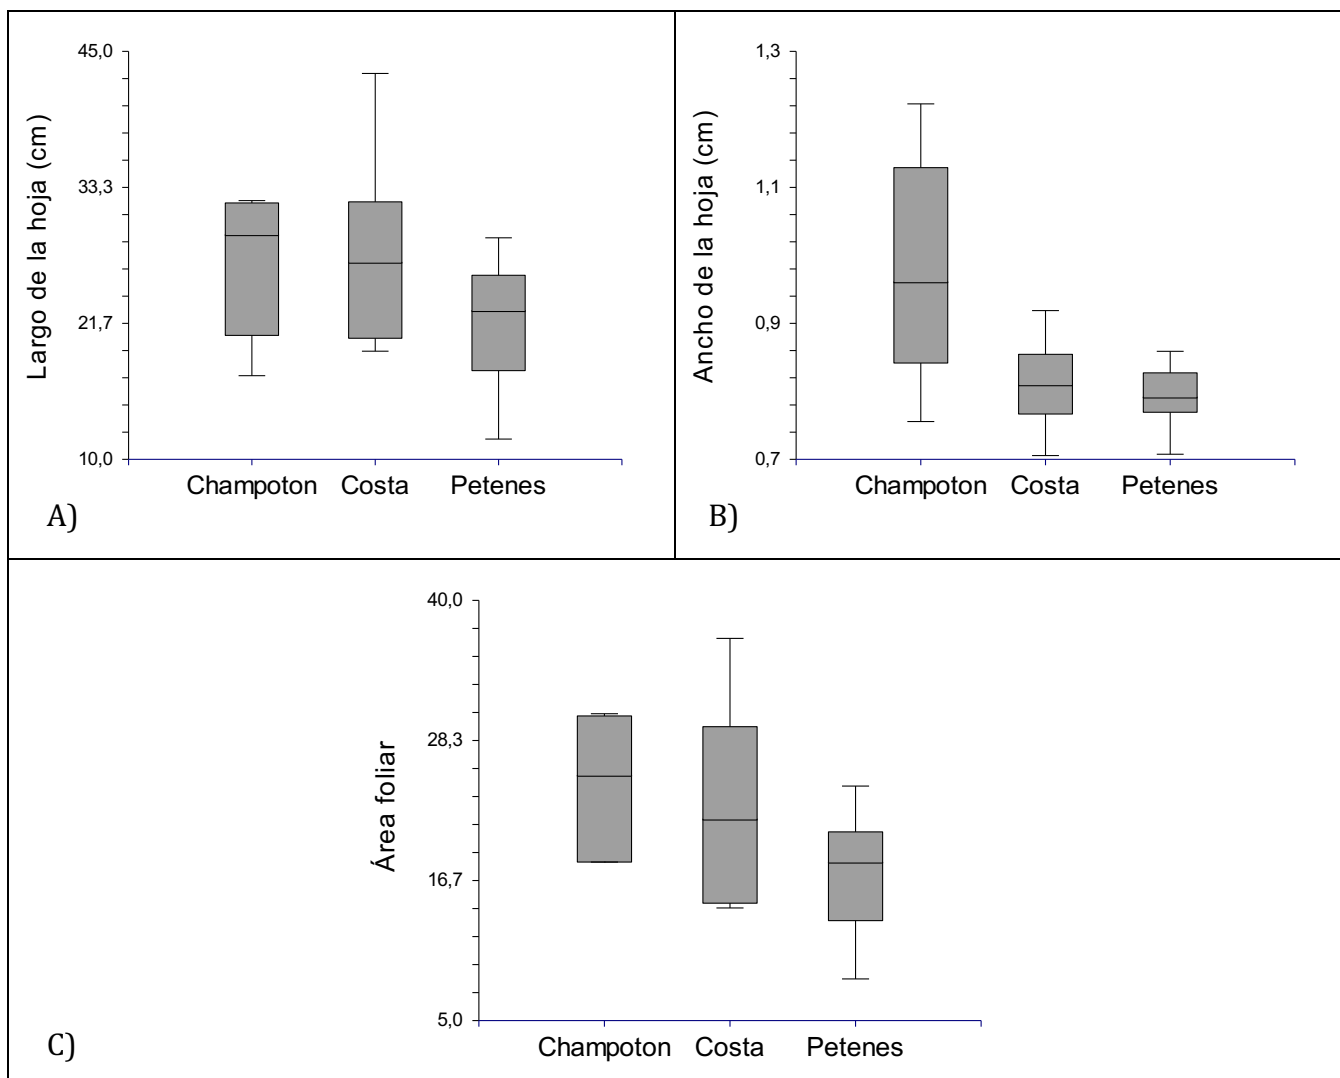 45,0
33,3
21,7
10,0
Largo de la hoja (cm)
Champoton Costa Petenes
A)
1,3
1,1
0,9
0,7
Ancho de la hoja (cm)
Champoton Costa Petenes
B)
40,0
28,3
16,7
5,0
Área foliar
Champoton Costa Petenes
C)